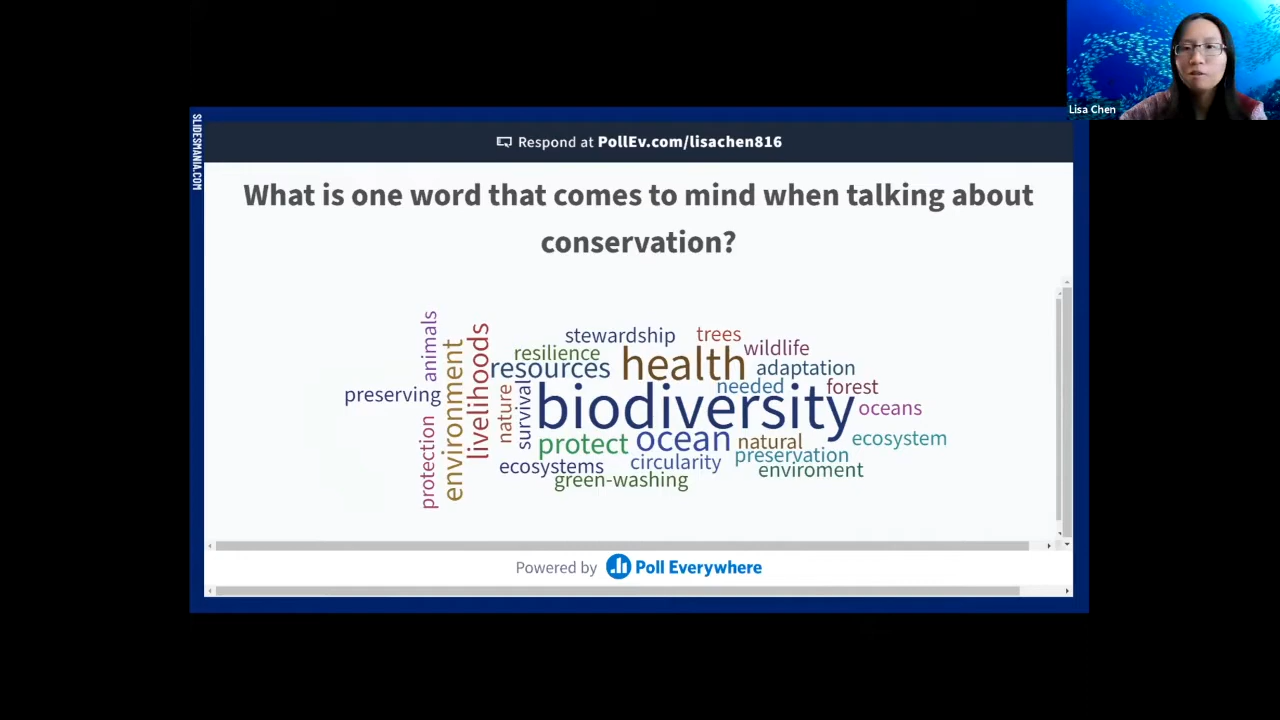 Lisa Chen
SLIDESMANIA.COM
Respond at PollEv.com/lisachen816
What is one word that comes to mind when talking about
conservation?
animals
preserving
protection
environment
livelihoods
stewardship
trees
resilience
health
wildlife
resources
adaptation
needed
forest
nature
survival
biodiversity
oceans
protect
ocean
natural
ecosystem
ecosystems
circularity
preservation
green-washing
enviroment
Powered by Poll Everywhere